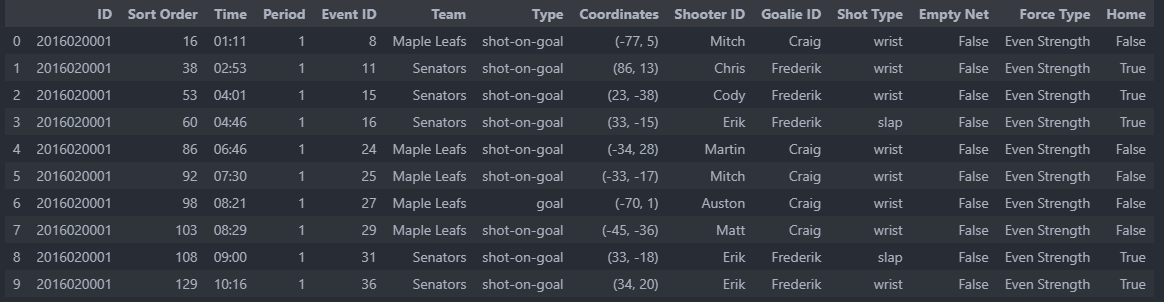 ID Sort Order Time Period Event ID Team Type Coordinates Shooter ID Goalie ID Shot Type Empty Net Force Type Home
0 2016020001 16 01:11 1 8 Maple Leafs shot-on-goal (-77, 5) Mitch Craig wrist False Even Strength False
1 2016020001 38 02:53 1 11 Senators shot-on-goal (86, 13) Chris Frederik wrist False Even Strength True
2 2016020001 53 04:01 1 15 Senators shot-on-goal (23, -38) Cody Frederik wrist False Even Strength True
3 2016020001 60 04:46 1 16 Senators shot-on-goal (33, -15) Erik Frederik slap False Even Strength True
4 2016020001 86 06:46 1 24 Maple Leafs shot-on-goal (-34, 28) Martin Craig wrist False Even Strength False
5 2016020001 92 07:30 1 25 Maple Leafs shot-on-goal (-33, -17) Mitch Craig wrist False Even Strength False
6 2016020001 98 08:21 1 27 Maple Leafs goal (-70, 1) Auston Craig wrist False Even Strength False
7 2016020001 103 08:29 1 29 Maple Leafs shot-on-goal (-45, -36) Matt Craig wrist False Even Strength False
8 2016020001 108 09:00 1 31 Senators shot-on-goal (33, -18) Erik Frederik slap False Even Strength True
9 2016020001 129 10:16 1 36 Senators shot-on-goal (34, 20) Erik Frederik wrist False Even Strength True